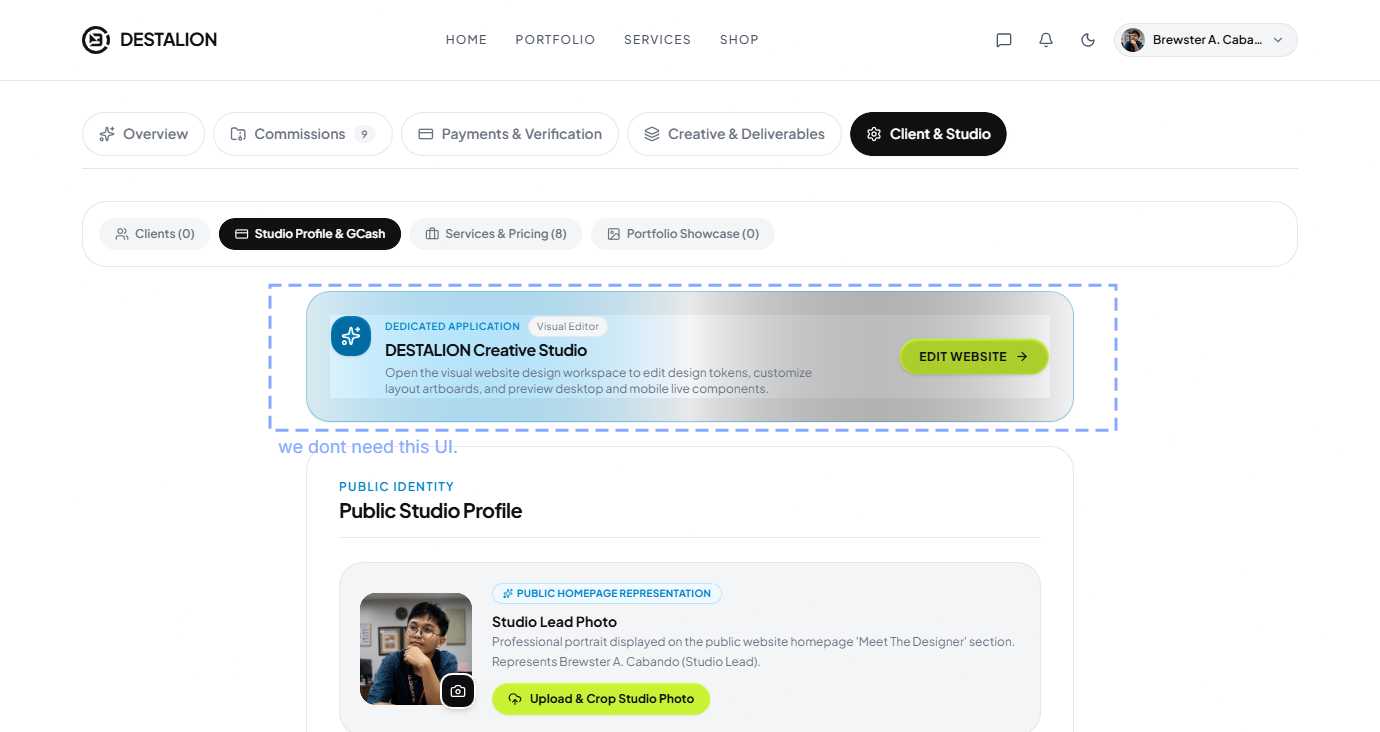 DESTALION
HOME PORTFOLIO SERVICES SHOP
Brewster A. Caba...
Overview
Commissions 9
Payments & Verification
Creative & Deliverables
Client & Studio
Clients (0)
Studio Profile & GCash
Services & Pricing (8)
Portfolio Showcase (0)
DEDICATED APPLICATION Visual Editor
DESTALION Creative Studio
Open the visual website design workspace to edit design tokens, customize
layout artboards, and preview desktop and mobile live components.
EDIT WEBSITE
we dont need this UI.
PUBLIC IDENTITY
Public Studio Profile
PUBLIC HOMEPAGE REPRESENTATION
Studio Lead Photo
Professional portrait displayed on the public website homepage 'Meet The Designer' section.
Represents Brewster A. Cabando (Studio Lead).
Upload & Crop Studio Photo